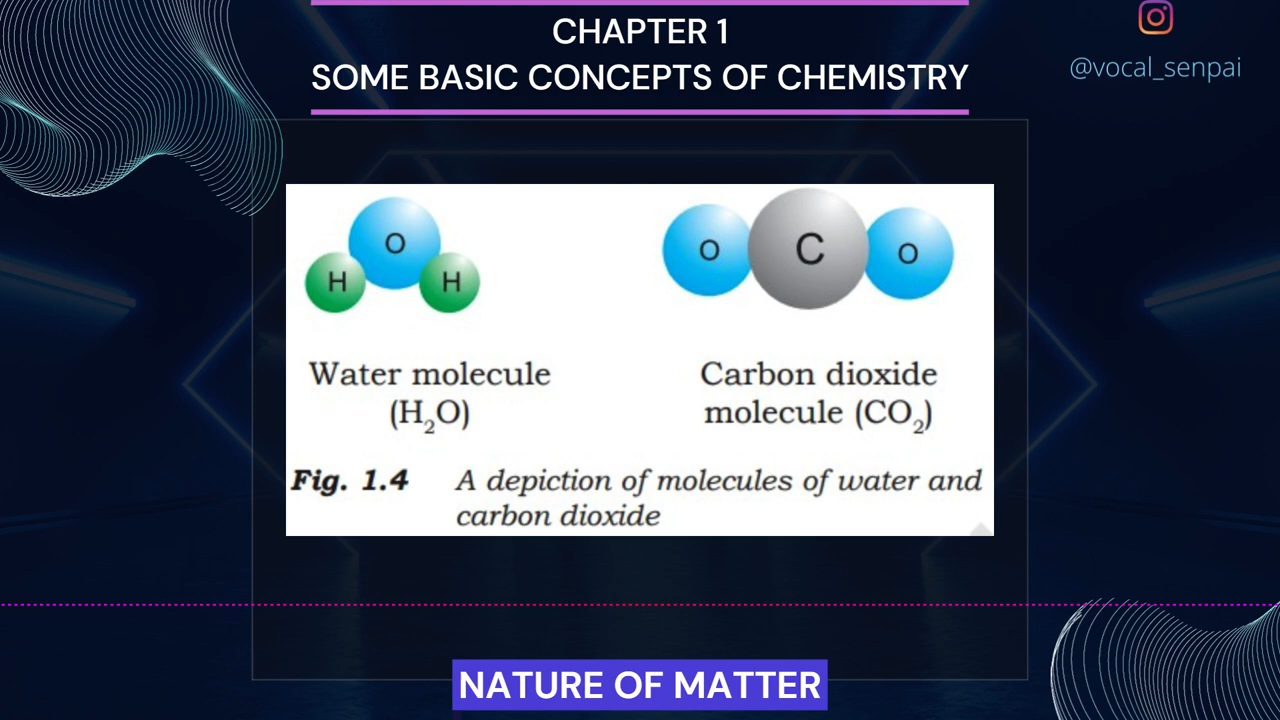 CHAPTER 1
SOME BASIC CONCEPTS OF CHEMISTRY
@vocal_senpai
O
H H
O C O
Water molecule
(H₂O)
Carbon dioxide
molecule (CO₂)
Fig. 1.4 A depiction of molecules of water and
carbon dioxide
NATURE OF MATTER